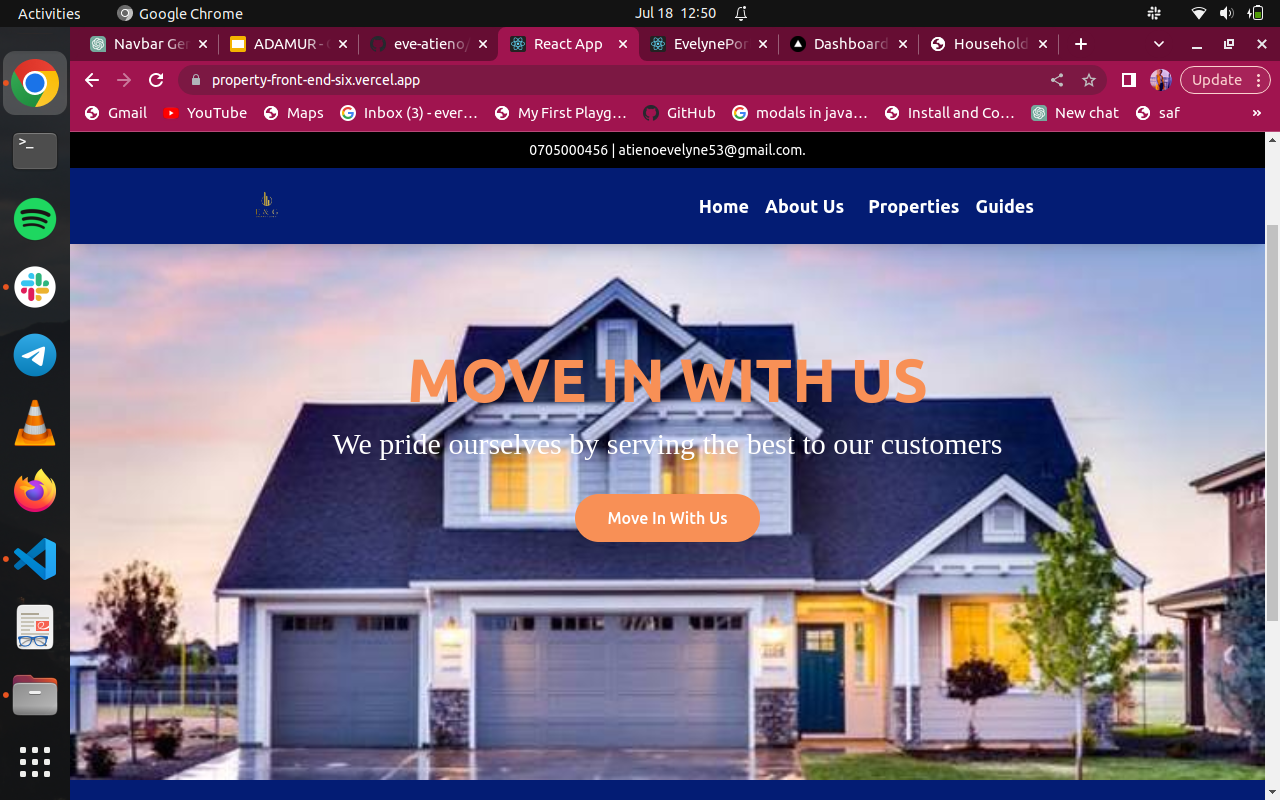 Activities
Google Chrome
Jul 18 12:50
Navbar Ger
ADAMUR - 
eve-atieno/
React App
EvelynePor
Dashboard
Household
property-front-end-six.vercel.app
Update
Gmail
YouTube
Maps
Inbox (3) - ever…
My First Playg…
GitHub
modals in java…
Install and Co…
New chat
saf
»
0705000456 | atienoevelyne53@gmail.com.
E & G
Home
About Us
Properties
Guides
MOVE IN WITH US
We pride ourselves by serving the best to our customers
Move In With Us